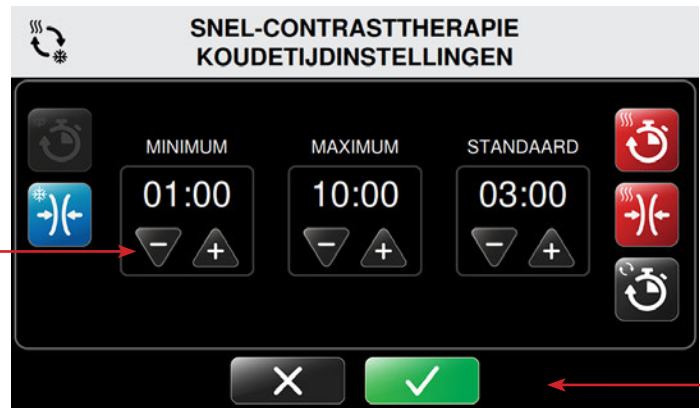 SNEL-CONTRASTTHERAPIE
KOUDETIJDINSTELLINGEN
MINIMUM MAXIMUM STANDAARD
01:00 10:00 03:00
− + − + − +